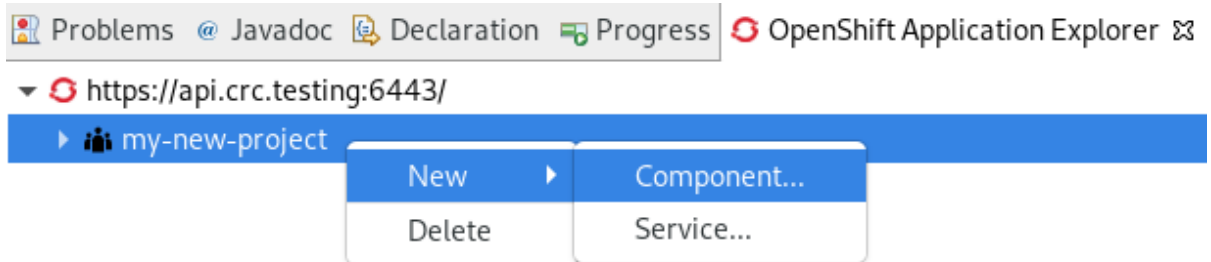 Problems @ Javadoc Declaration Progress OpenShift Application Explorer
https://api.crc.testing:6443/
my-new-project
New Component...
Delete Service...